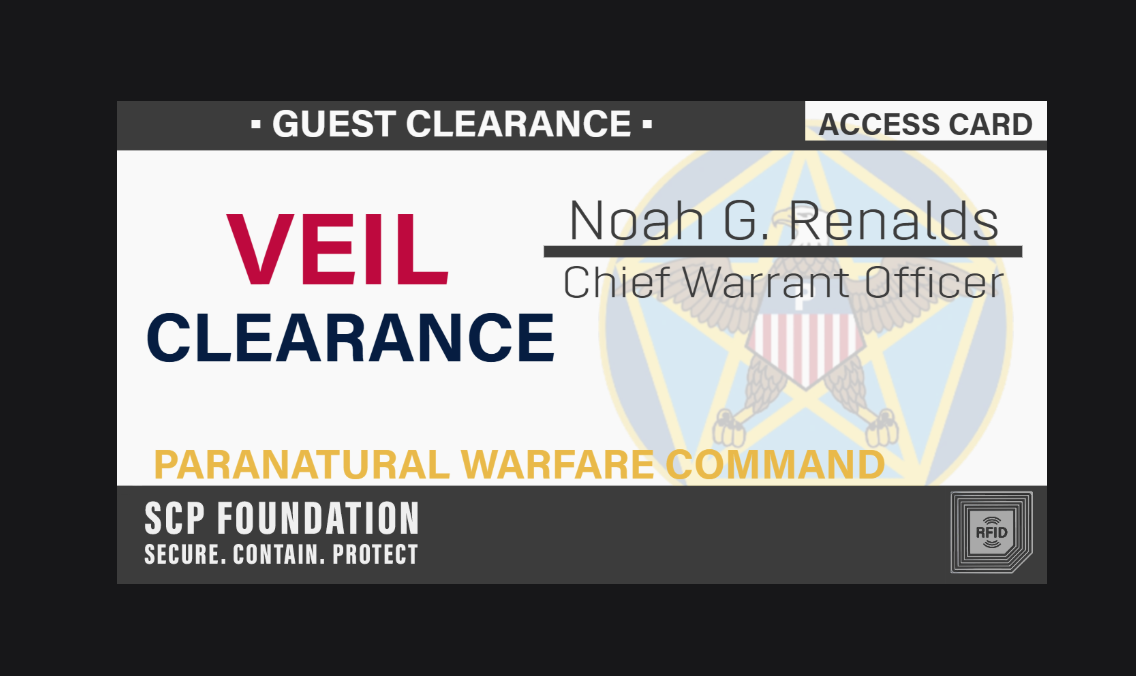 ▪ GUEST CLEARANCE ▪
ACCESS CARD
VEIL
CLEARANCE
Noah G. Renalds
Chief Warrant Officer
P
PARANATURAL WARFARE COMMAND
SCP FOUNDATION
SECURE. CONTAIN. PROTECT
RFID